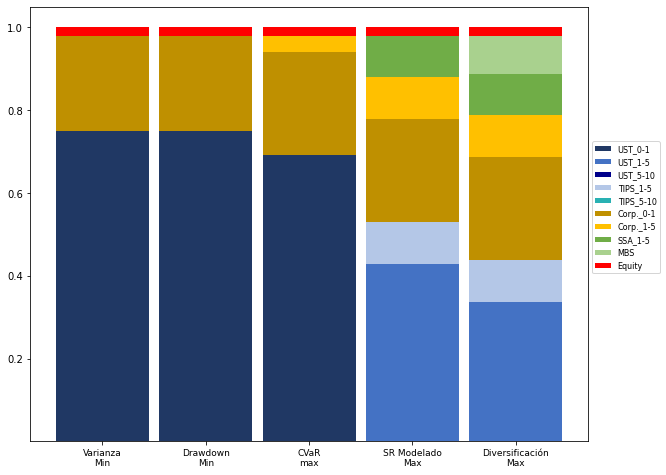 1.0
0.8
0.6
0.4
0.2
Varianza
Min
Drawdown
Min
CVaR
max
SR Modelado
Max
Diversificación
Max
UST_0-1
UST_1-5
UST_5-10
TIPS_1-5
TIPS_5-10
Corp._0-1
Corp._1-5
SSA_1-5
MBS
Equity